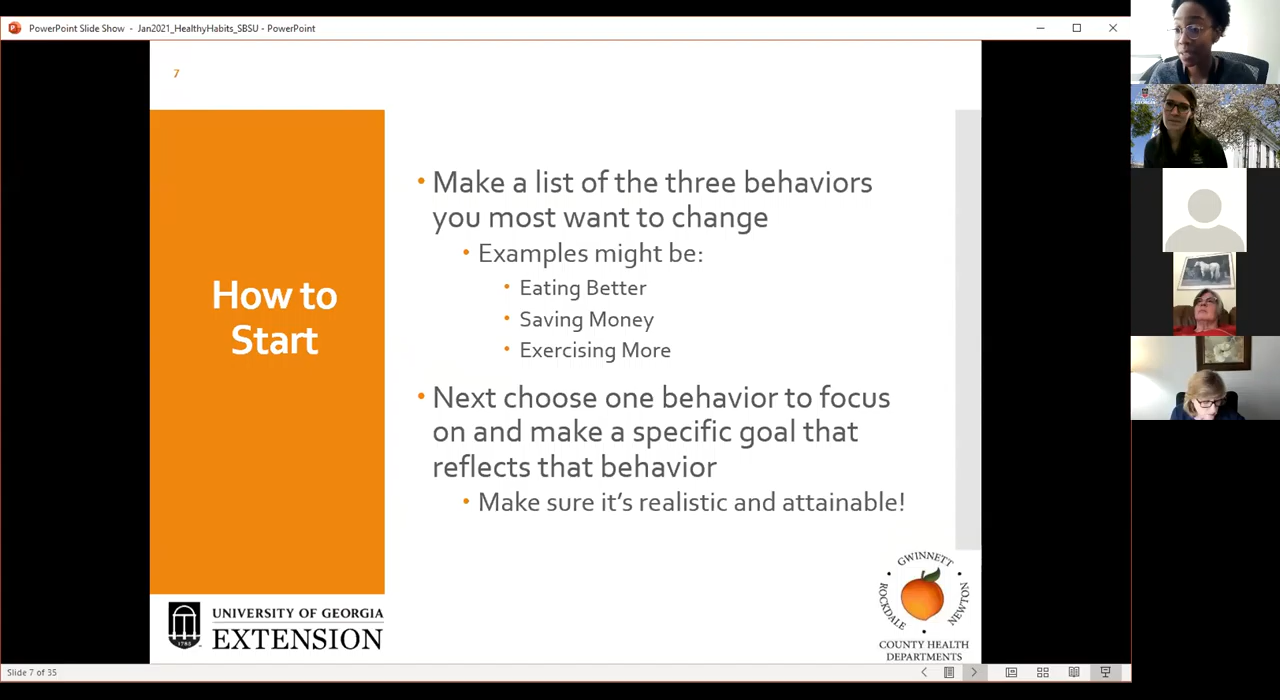 PowerPoint Slide Show - Jan2021_HealthyHabits_SBSU - PowerPoint
7
How to
Start
• Make a list of the three behaviors
you most want to change
• Examples might be:
• Eating Better
• Saving Money
• Exercising More
• Next choose one behavior to focus
on and make a specific goal that
reflects that behavior
• Make sure it's realistic and attainable!
1785
UNIVERSITY OF GEORGIA
EXTENSION
GWINNETT
ROCKDALE
NEWTON
COUNTY HEALTH
DEPARTMENTS
Slide 7 of 35
GEORGIA